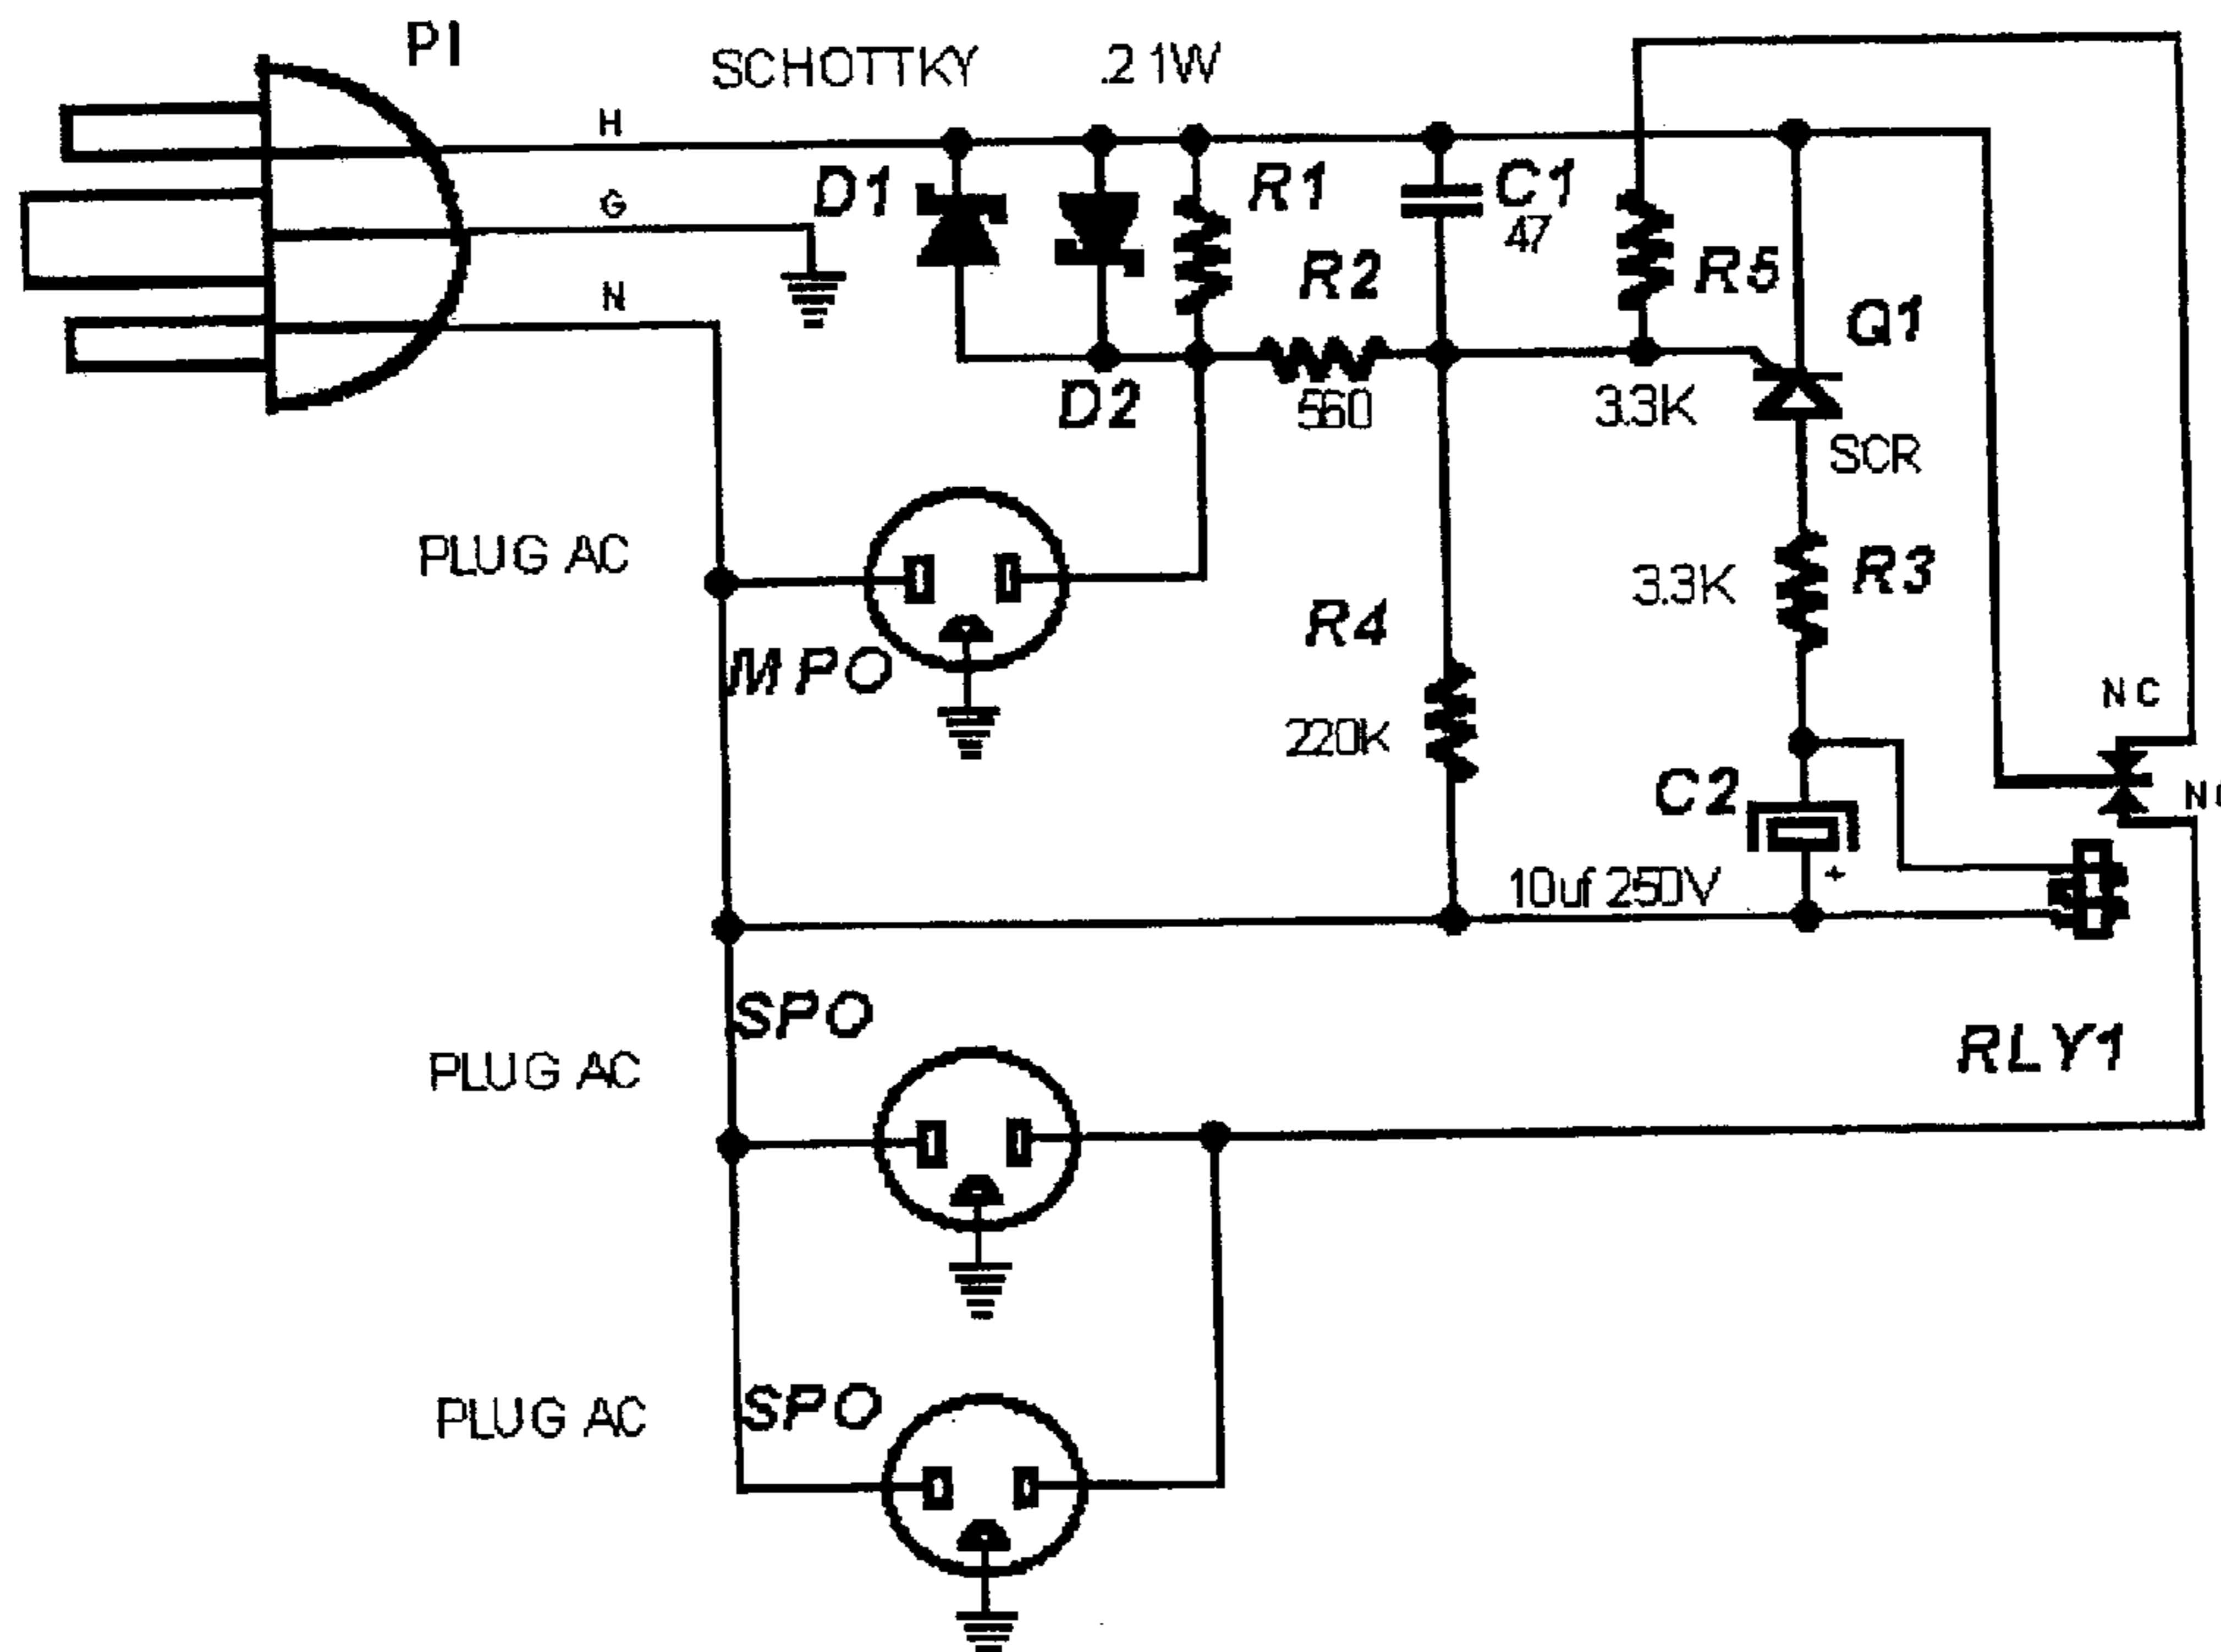 P1
SCHOTTKY
.2 1W
H
G
N
D1
R1
C1
47
R2
R5
Q1
D2
560
3.3K
SCR
PLUG AC
MPO
R4
3.3K
R3
220K
NC
C2
10uf 250V
+
SPO
PLUG AC
RLY1
SPO
PLUG AC